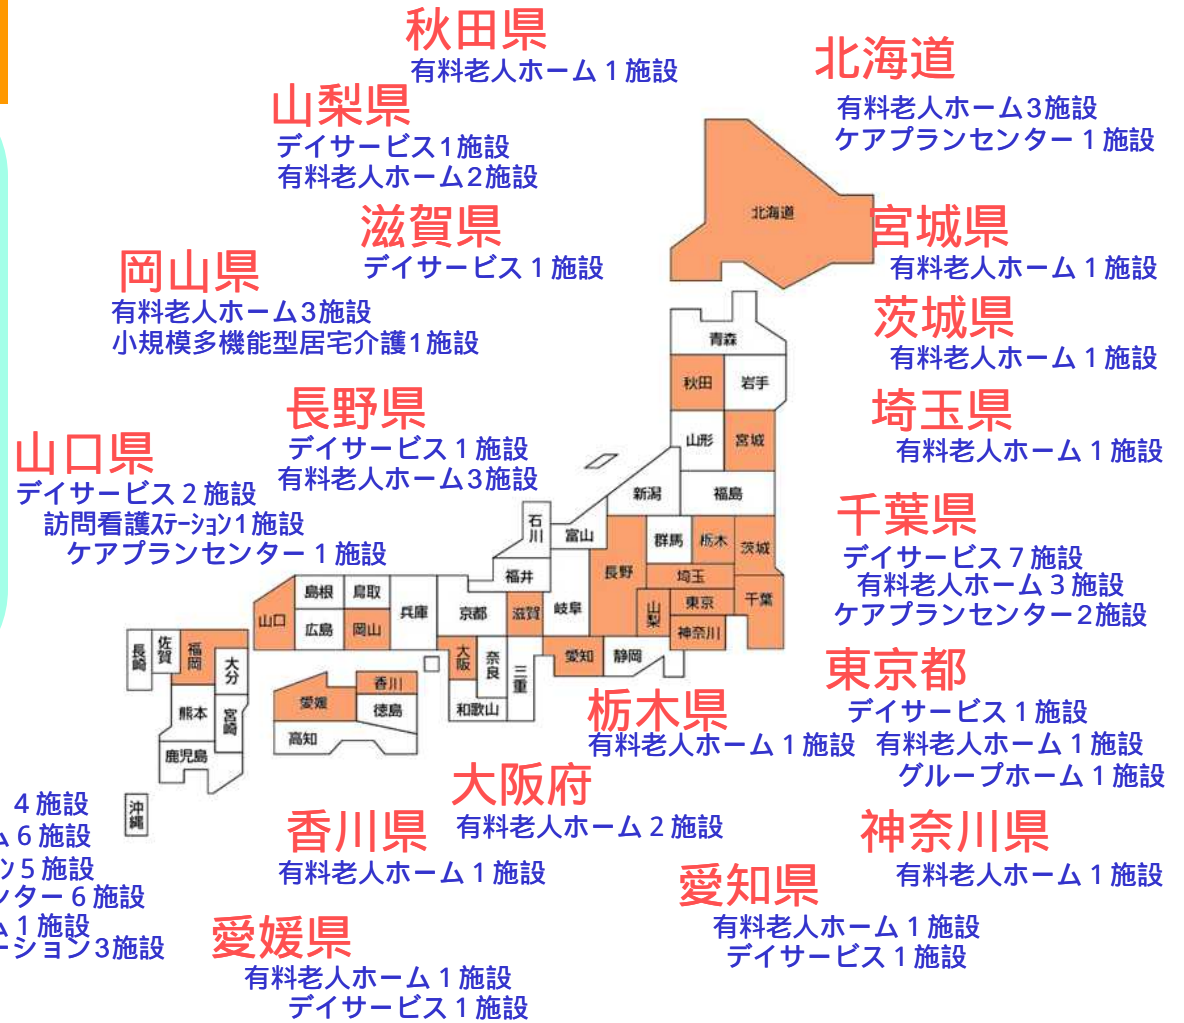 秋田県
有料老人ホーム１施設
北海道
有料老人ホーム3施設
ケアプランセンター１施設
山梨県
デイサービス1施設
有料老人ホーム2施設
滋賀県
デイサービス１施設
宮城県
有料老人ホーム１施設
岡山県
有料老人ホーム3施設
小規模多機能型居宅介護1施設
茨城県
有料老人ホーム１施設
長野県
デイサービス１施設
有料老人ホーム3施設
埼玉県
有料老人ホーム１施設
山口県
デイサービス２施設
訪問看護ｽﾃｰｼｮﾝ1施設
ケアプランセンター１施設
千葉県
デイサービス７施設
有料老人ホーム３施設
ケアプランセンター2施設
東京都
デイサービス１施設
有料老人ホーム１施設
グループホーム１施設
栃木県
有料老人ホーム１施設
大阪府
有料老人ホーム２施設
神奈川県
有料老人ホーム１施設
香川県
有料老人ホーム１施設
愛知県
有料老人ホーム１施設
デイサービス１施設
愛媛県
有料老人ホーム１施設
デイサービス１施設
４施設
ム６施設
ン5施設
ンター６施設
ム１施設
ーション3施設
北海道
青森
秋田
岩手
山形
宮城
新潟
福島
石川
富山
群馬
栃木
茨城
長野
福井
埼玉
島根
鳥取
兵庫
京都
滋賀
岐阜
山梨
東京
千葉
山口
広島
岡山
神奈川
長崎
佐賀
福岡
大分
大阪
奈良
三重
愛知
静岡
香川
愛媛
徳島
和歌山
熊本
宮崎
高知
鹿児島
沖縄